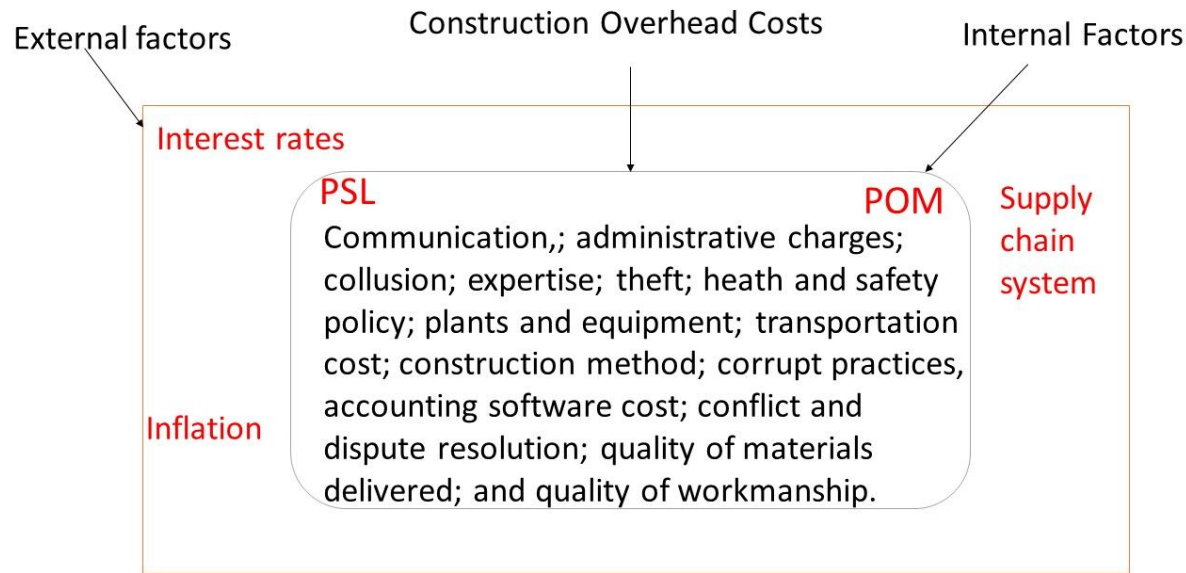 External factors
Construction Overhead Costs
Internal Factors
Interest rates
PSL
POM
Communication,; administrative charges;
collusion; expertise; theft; heath and safety
policy; plants and equipment; transportation
cost; construction method; corrupt practices,
accounting software cost; conflict and
dispute resolution; quality of materials
delivered; and quality of workmanship.
Supply
chain
system
Inflation